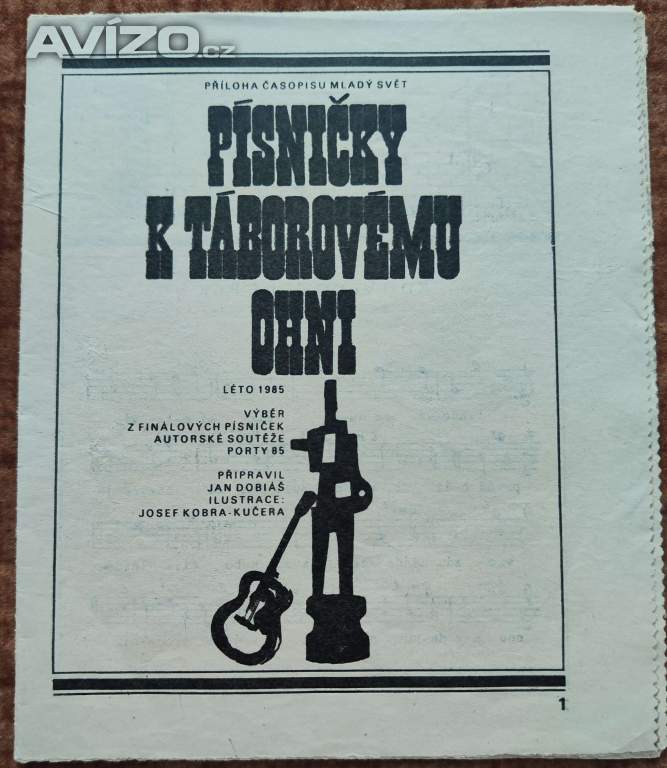 AVÍZO.cz
PŘÍLOHA ČASOPISU MLADÝ SVĚT
PÍSNIČKY
K TÁBOROVÉMU
OHNI
LÉTO 1985
VÝBĚR
Z FINÁLOVÝCH PÍSNIČEK
AUTORSKÉ SOUTĚŽE
PORTY 85
PŘIPRAVIL
JAN DOBIÁŠ
ILUSTRACE:
JOSEF KOBRA-KUČERA
1